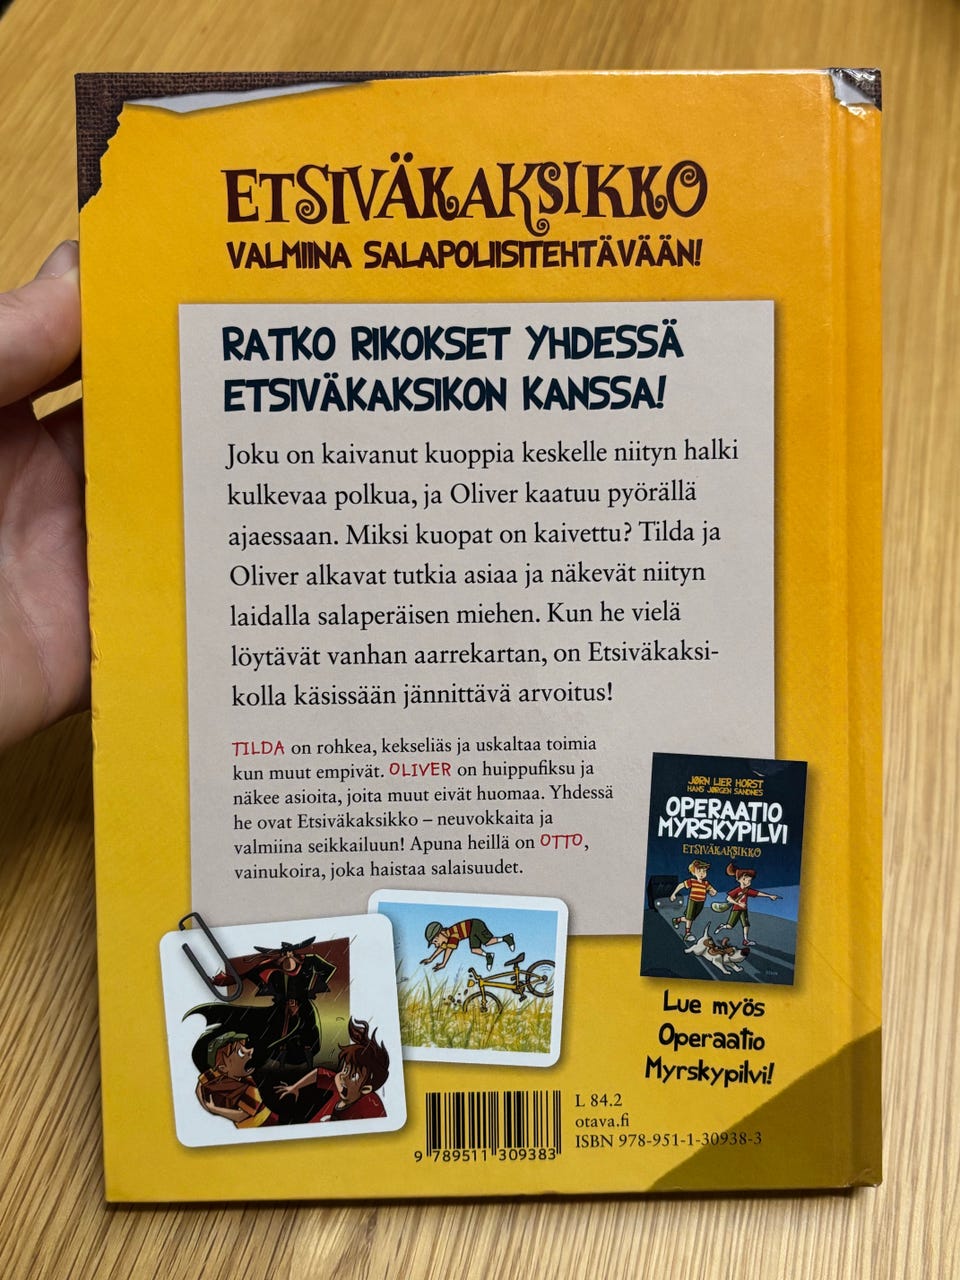 ETSIVÄKAKSIKKO
VALMIINA SALAPOLIISITEHTÄVÄÄN!
RATKO RIKOKSET YHDESSÄ
ETSIVÄKAKSIKON KANSSA!
Joku on kaivanut kuoppia keskelle niityn halki
kulkevaa polkua, ja Oliver kaatuu pyörällä
ajaessaan. Miksi kuopat on kaivettu? Tilda ja
Oliver alkavat tutkia asiaa ja näkevät niityn
laidalla salaperäisen miehen. Kun he vielä
löytävät vanhan aarrekartan, on Etsiväkaksi-
kolla käsissään jännittävä arvoitus!
TILDA on rohkea, kekseliäs ja uskaltaa toimia
kun muut empivät. OLIVER on huippufiksu ja
näkee asioita, joita muut eivät huomaa. Yhdessä
he ovat Etsiväkaksikko – neuvokkaita ja
valmiina seikkailuun! Apuna heillä on OTTO,
vainukoira, joka haistaa salaisuudet.
JØRN LIER HORST
HANS JØRGEN SANDNES
OPERAATIO
MYRSKYPILVI
ETSIVÄKAKSIKKO
Lue myös
Operaatio
Myrskypilvi!
L 84.2
otava.fi
ISBN 978-951-1-30938-3
9 789511 309383